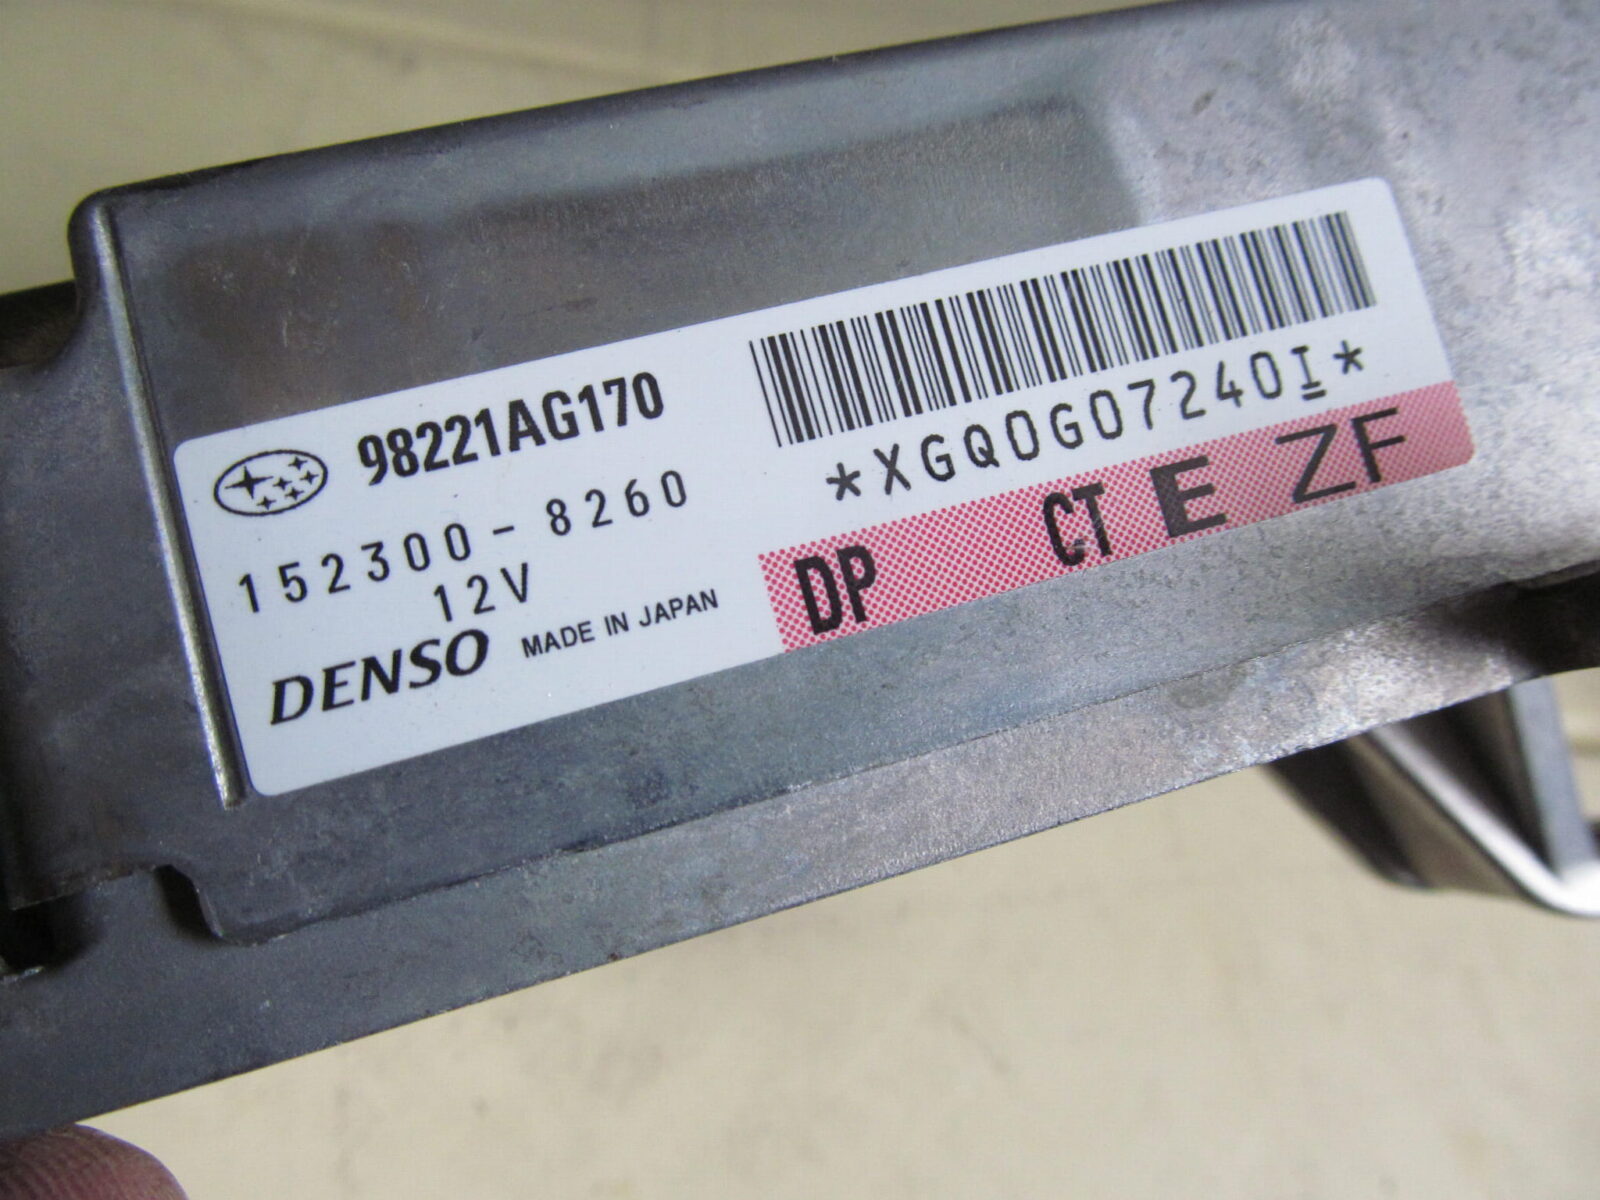 98221AG170
152300-8260
12V
DENSO MADE IN JAPAN
*XGQ0G07240I*
DP CT E ZF